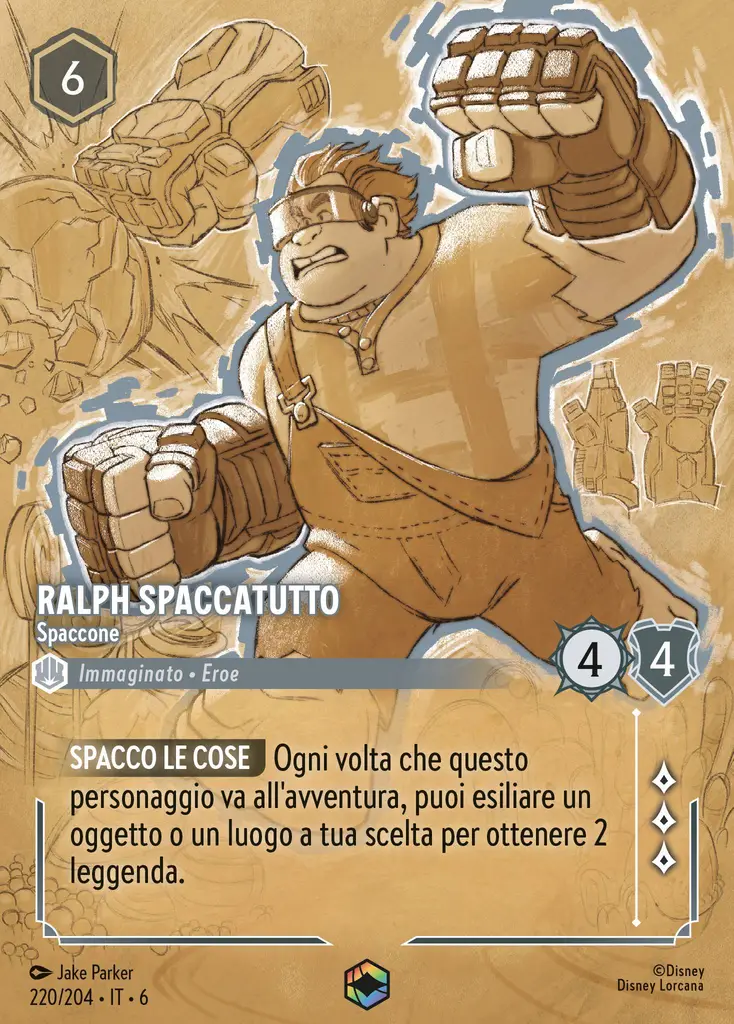 6
RALPH SPACCATUTTO
Spaccone
Immaginato • Eroe
4
4
SPACCO LE COSE Ogni volta che questo
personaggio va all'avventura, puoi esiliare un
oggetto o un luogo a tua scelta per ottenere 2
leggenda.
Jake Parker
220/204 • IT • 6
©Disney
Disney Lorcana